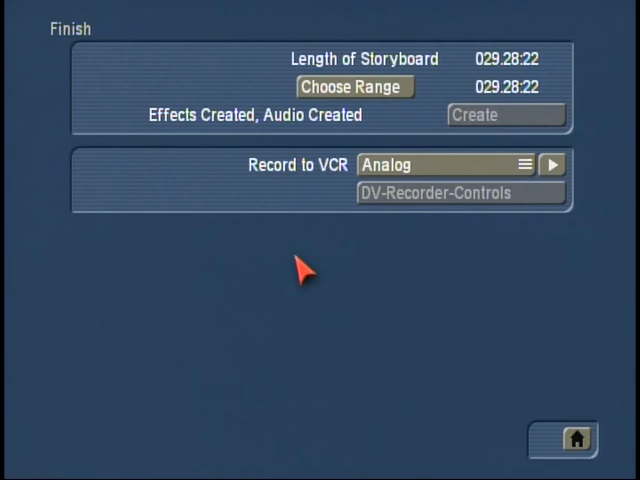 Finish
Length of Storyboard 029.28:22
Choose Range 029.28:22
Effects Created, Audio Created Create
Record to VCR Analog
DV-Recorder-Controls